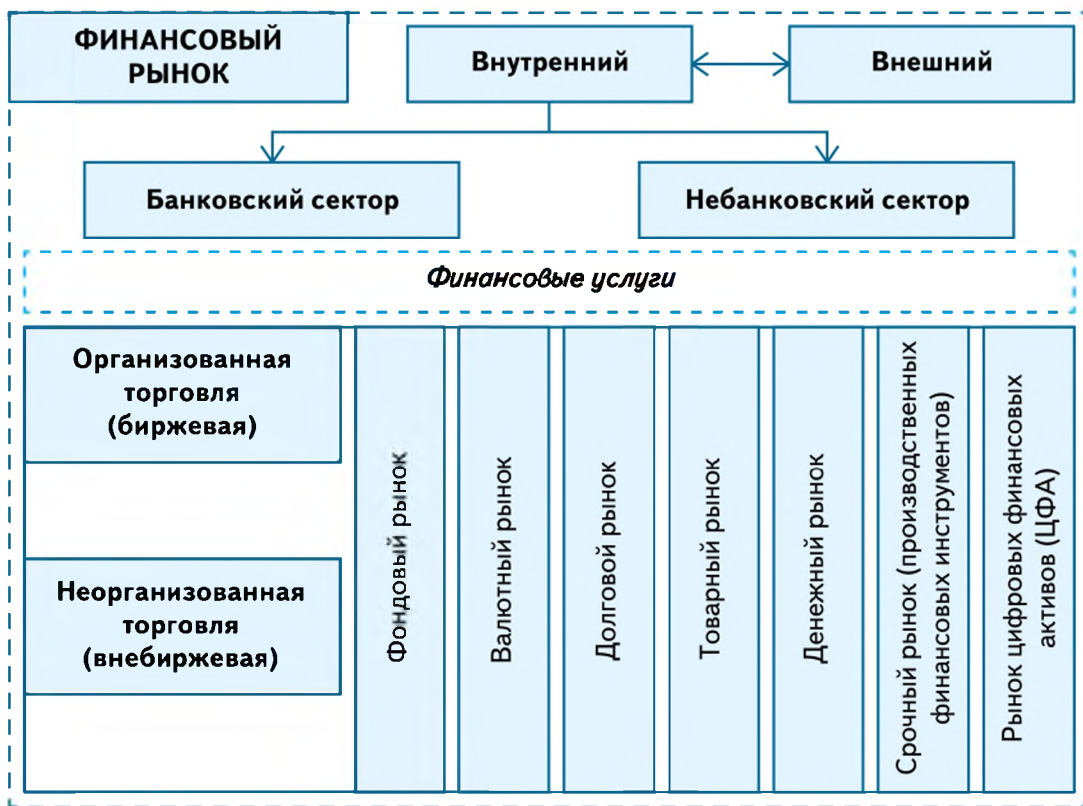 ФИНАНСОВЫЙ
РЫНОК
Внутренний
Внешний
Банковский сектор
Небанковский сектор
Финансовые услуги
Организованная
торговля
(биржевая)
Неорганизованная
торговля
(внебиржевая)
Фондовый рынок
Валютный рынок
Долговой рынок
Товарный рынок
Денежный рынок
Срочный рынок (производственных
финансовых инструментов)
Рынок цифровых финансовых
активов (ЦФА)